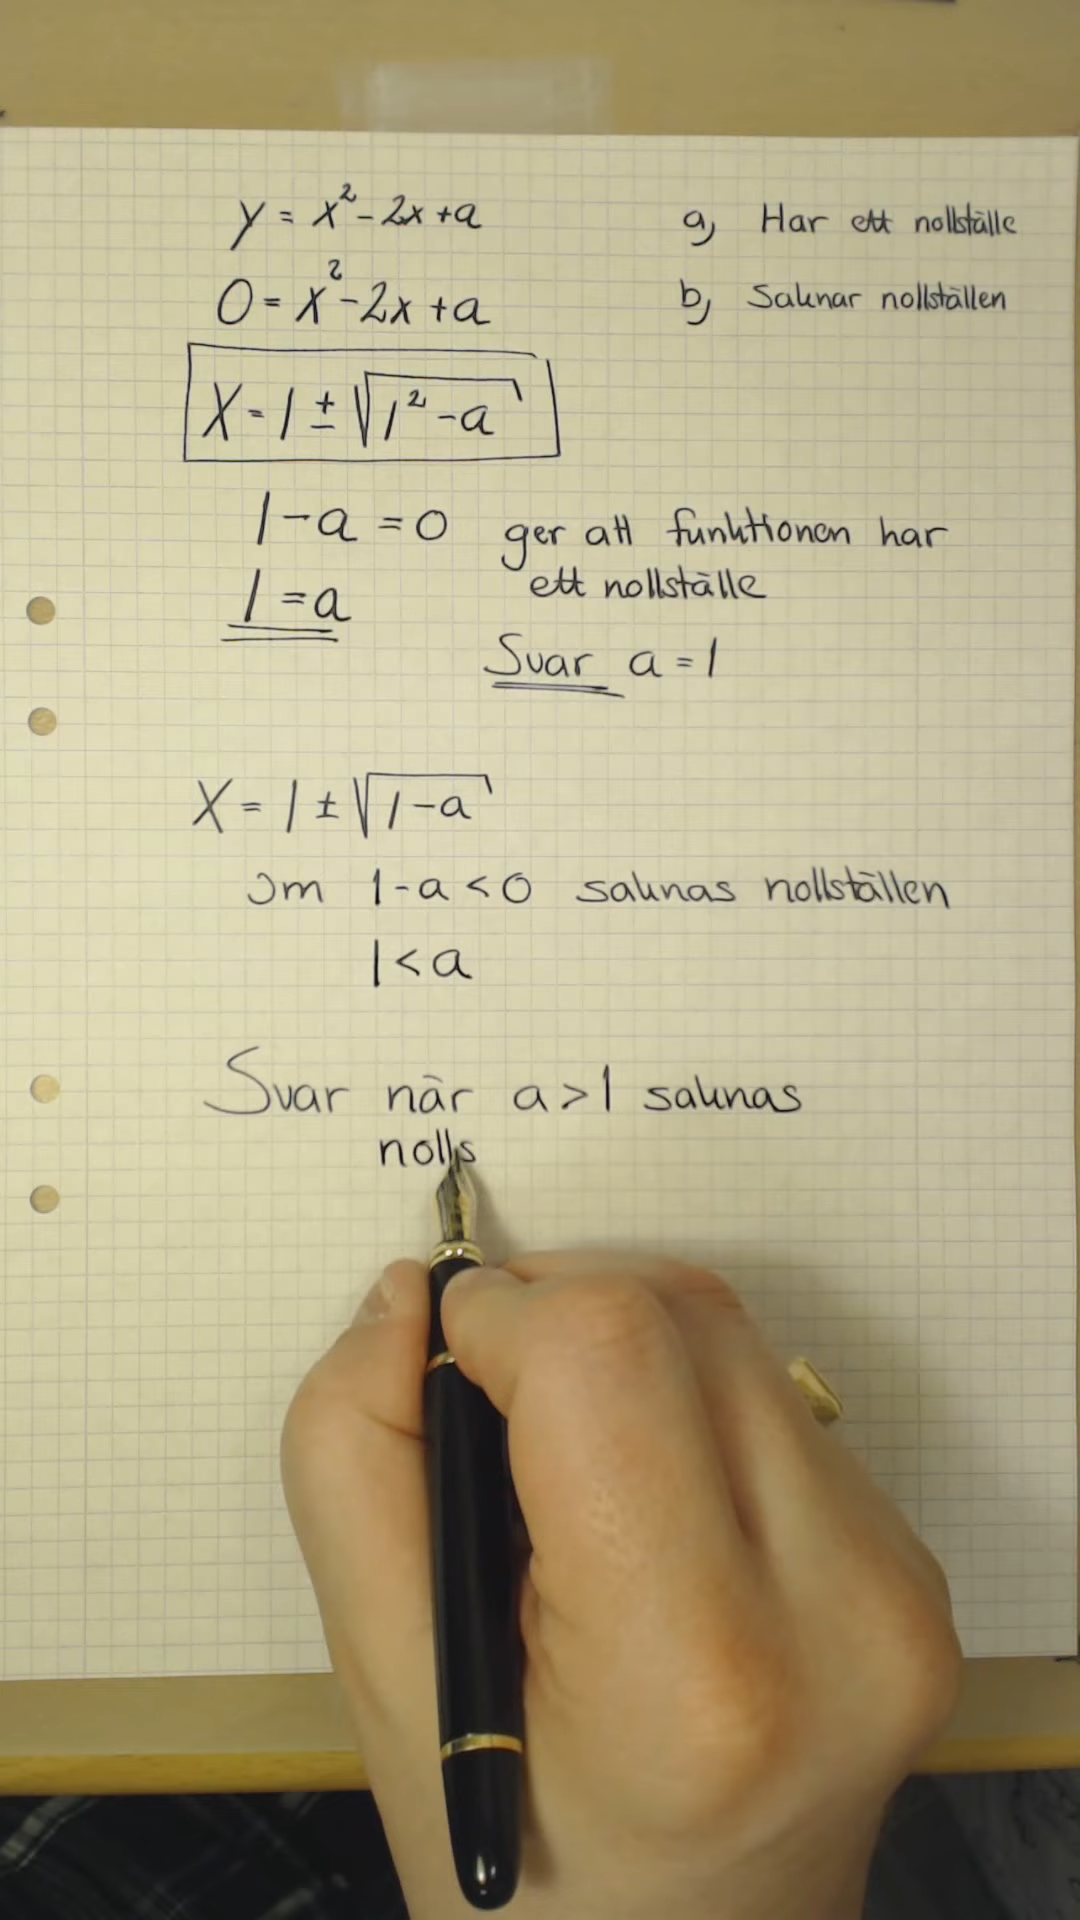 y = x² - 2x + a
a) Har ett nollställe
0 = x² - 2x + a
b) Saknar nollställen
x = 1 ± √(1² - a)
1 - a = 0 ger att funktionen har
ett nollställe
1 = a
Svar a = 1
x = 1 ± √(1 - a)
Om 1 - a < 0 saknas nollställen
1 < a
Svar när a > 1 saknas
nolls